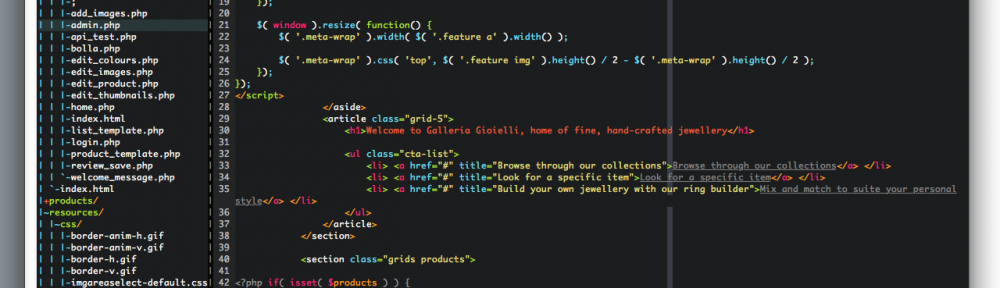 | | |-;
| | |-add_images.php
| | |-admin.php
| | |-api_test.php
| | |-bolla.php
| | |-edit_colours.php
| | |-edit_images.php
| | |-edit_product.php
| | |-edit_thumbnails.php
| | |-home.php
| | |-index.html
| | |-list_template.php
| | |-login.php
| | |-product_template.php
| | |-review_save.php
| | `-welcome_message.php
| `-index.html
|+products/
|~resources/
| |~css/
| | |-border-anim-h.gif
| | |-border-anim-v.gif
| | |-border-h.gif
| | |-border-v.gif
| | |-imgareaselect-default.css
19 });
20
21 $( window ).resize( function() {
22 $( '.meta-wrap' ).width( $( '.feature a' ).width() );
23
24 $( '.meta-wrap' ).css( 'top', $( '.feature img' ).height() / 2 - $( '.meta-wrap' ).height() / 2 );
25 });
26 });
27 </script>
28 </aside>
29 <article class="grid-5">
30 <h1>Welcome to Galleria Gioielli, home of fine, hand-crafted jewellery</h1>
31
32 <ul class="cta-list">
33 <li> <a href="#" title="Browse through our collections">Browse through our collections</a> </li>
34 <li> <a href="#" title="Look for a specific item">Look for a specific item</a> </li>
35 <li> <a href="#" title="Build your own jewellery with our ring builder">Mix and match to suite your personal
style</a> </li>
36 </ul>
37 </article>
38 </section>
39
40 <section class="grids products">
41
42 <?php if( isset( $products ) ) {